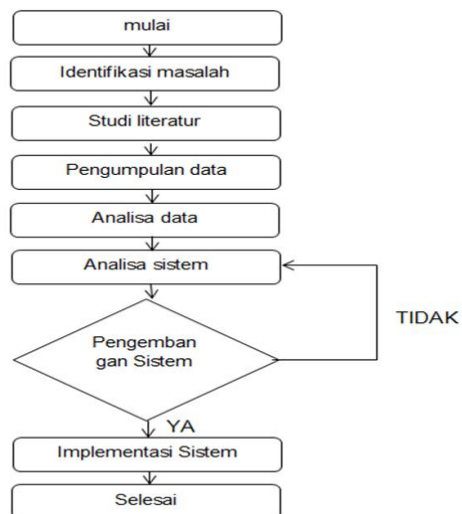 mulai
Identifikasi masalah
Studi literatur
Pengumpulan data
Analisa data
Analisa sistem
Pengemban
gan Sistem
TIDAK
YA
Implementasi Sistem
Selesai